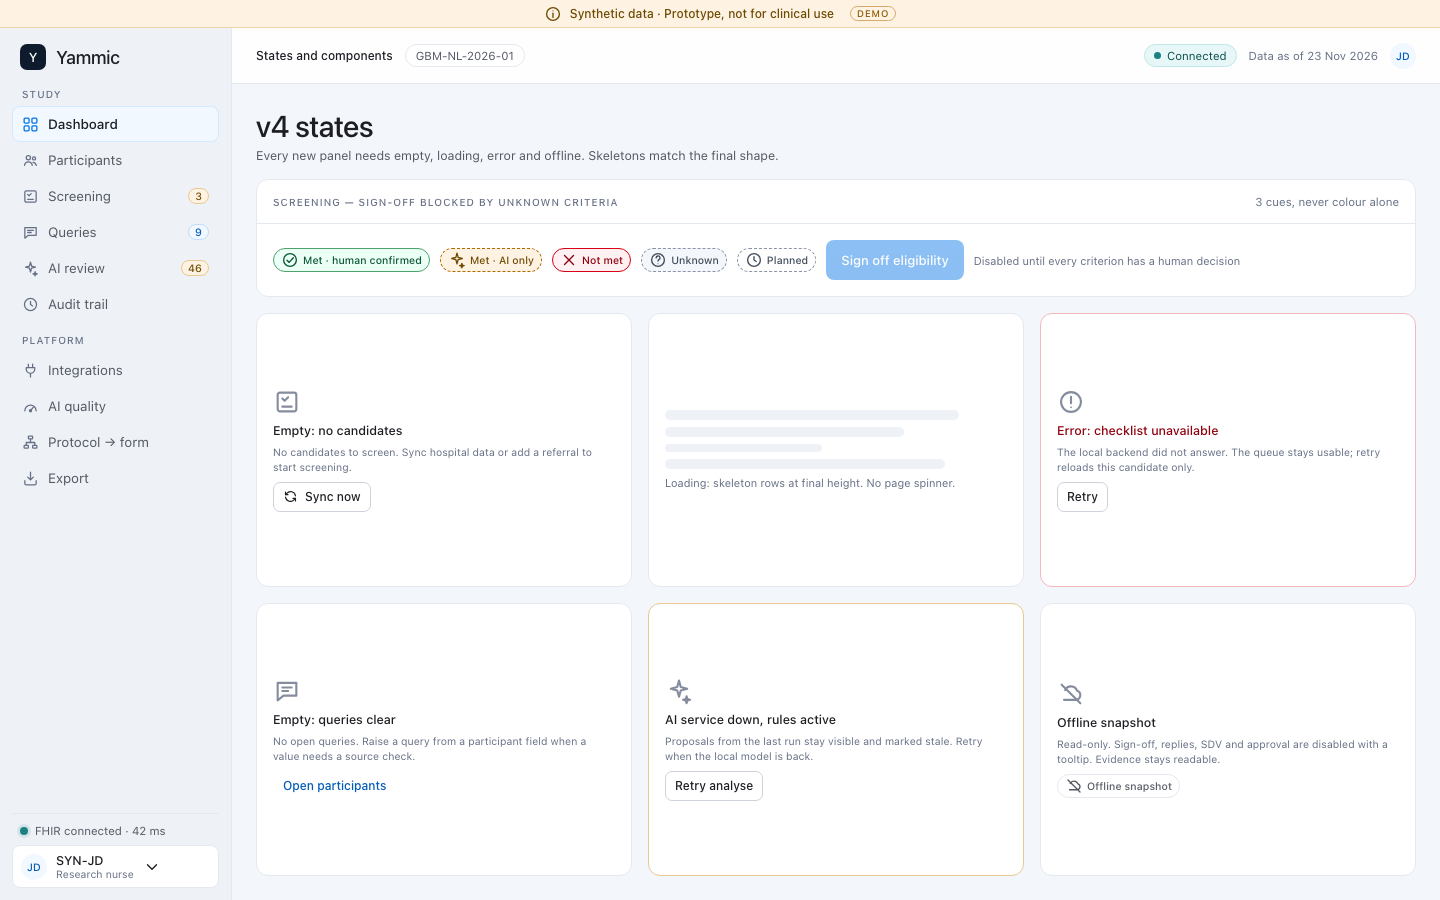 Synthetic data · Prototype, not for clinical use DEMO
Y Yammic
STUDY
Dashboard
Participants
Screening 3
Queries 9
AI review 46
Audit trail
PLATFORM
Integrations
AI quality
Protocol → form
Export
FHIR connected · 42 ms
JD SYN-JD
Research nurse
States and components GBM-NL-2026-01 Connected Data as of 23 Nov 2026 JD
v4 states
Every new panel needs empty, loading, error and offline. Skeletons match the final shape.
SCREENING — SIGN-OFF BLOCKED BY UNKNOWN CRITERIA 3 cues, never colour alone
Met · human confirmed Met · AI only Not met Unknown Planned Sign off eligibility Disabled until every criterion has a human decision
Empty: no candidates
No candidates to screen. Sync hospital data or add a referral to
start screening.
Sync now
Loading: skeleton rows at final height. No page spinner.
Error: checklist unavailable
The local backend did not answer. The queue stays usable; retry
reloads this candidate only.
Retry
Empty: queries clear
No open queries. Raise a query from a participant field when a
value needs a source check.
Open participants
AI service down, rules active
Proposals from the last run stay visible and marked stale. Retry
when the local model is back.
Retry analyse
Offline snapshot
Read-only. Sign-off, replies, SDV and approval are disabled with a
tooltip. Evidence stays readable.
Offline snapshot